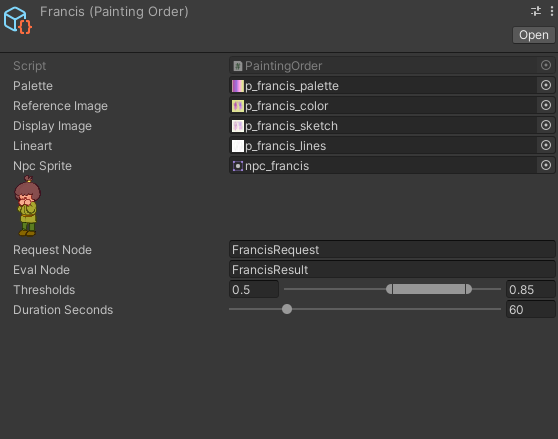 Francis (Painting Order)
Open
Script PaintingOrder
Palette p_francis_palette
Reference Image p_francis_color
Display Image p_francis_sketch
Lineart p_francis_lines
Npc Sprite npc_francis
Request Node FrancisRequest
Eval Node FrancisResult
Thresholds 0.5 0.85
Duration Seconds 60